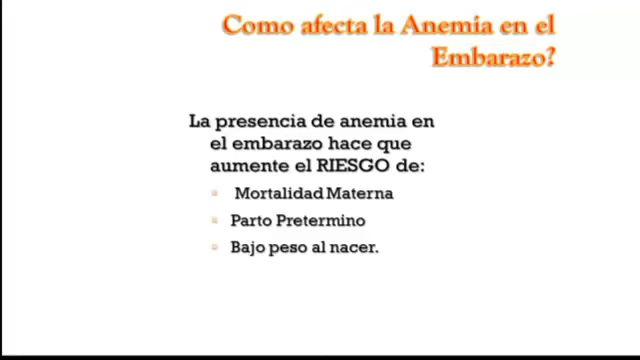 Como afecta la Anemia en el
Embarazo?
La presencia de anemia en
el embarazo hace que
aumente el RIESGO de:
Mortalidad Materna
Parto Pretermino
Bajo peso al nacer.